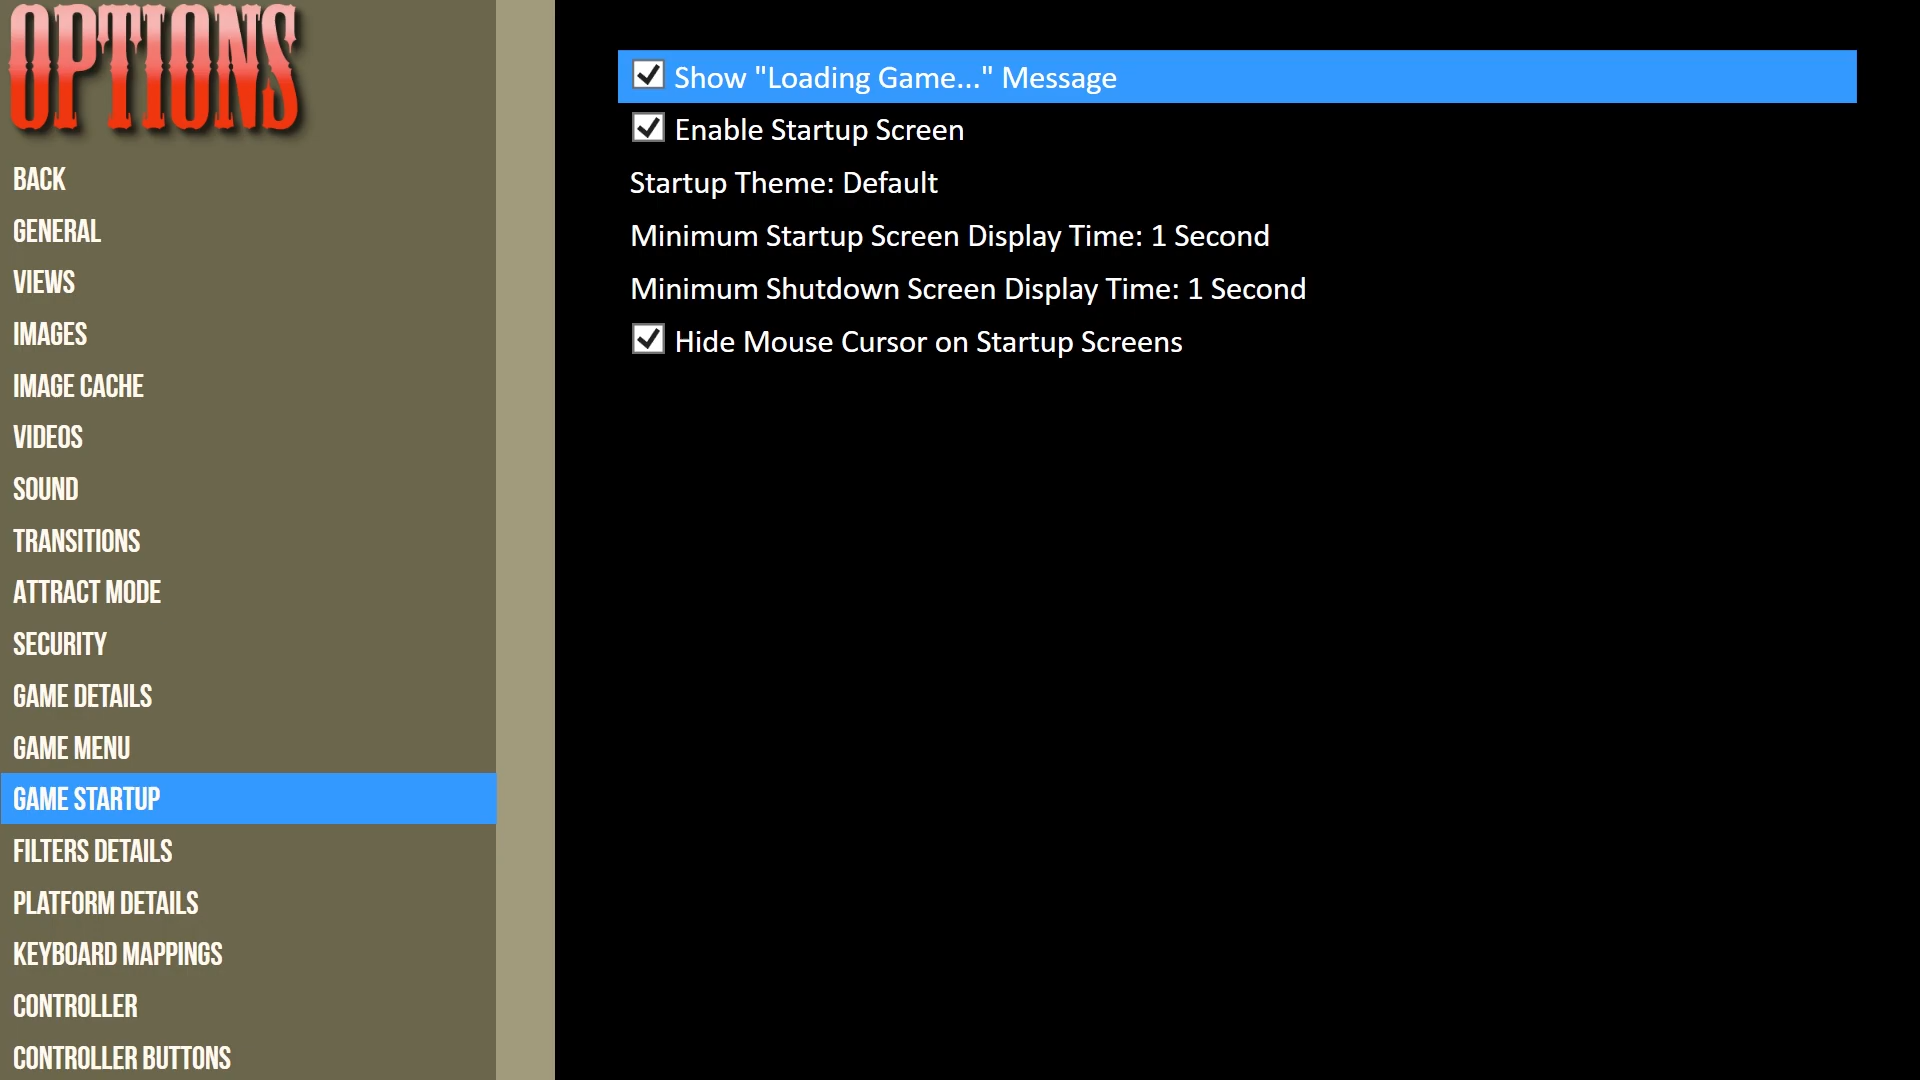 OPTIONS
BACK
GENERAL
VIEWS
IMAGES
IMAGE CACHE
VIDEOS
SOUND
TRANSITIONS
ATTRACT MODE
SECURITY
GAME DETAILS
GAME MENU
GAME STARTUP
FILTERS DETAILS
PLATFORM DETAILS
KEYBOARD MAPPINGS
CONTROLLER
CONTROLLER BUTTONS
Show "Loading Game..." Message
Enable Startup Screen
Startup Theme: Default
Minimum Startup Screen Display Time: 1 Second
Minimum Shutdown Screen Display Time: 1 Second
Hide Mouse Cursor on Startup Screens